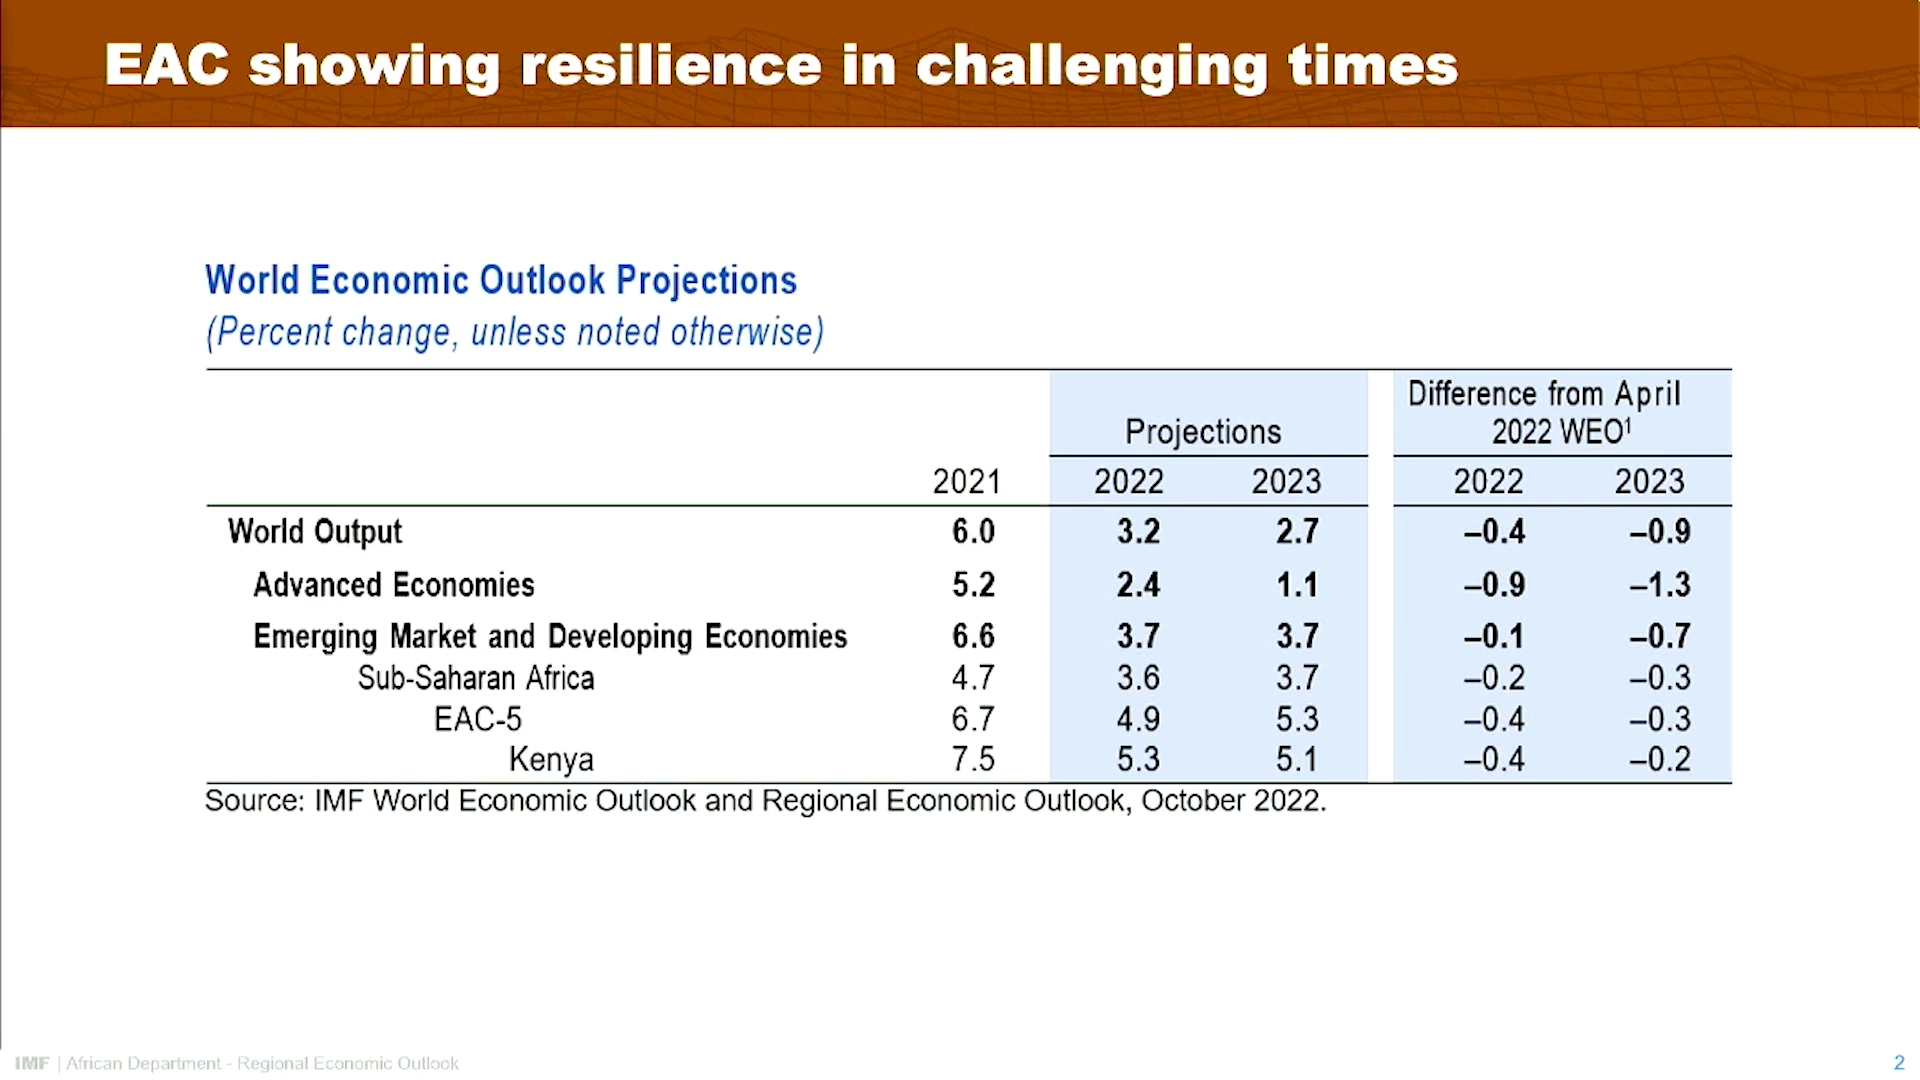 EAC showing resilience in challenging times
World Economic Outlook Projections
(Percent change, unless noted otherwise)
Difference from April
Projections 2022 WEO¹
2021 2022 2023 2022 2023
World Output 6.0 3.2 2.7 –0.4 –0.9
Advanced Economies 5.2 2.4 1.1 –0.9 –1.3
Emerging Market and Developing Economies 6.6 3.7 3.7 –0.1 –0.7
Sub-Saharan Africa 4.7 3.6 3.7 –0.2 –0.3
EAC-5 6.7 4.9 5.3 –0.4 –0.3
Kenya 7.5 5.3 5.1 –0.4 –0.2
Source: IMF World Economic Outlook and Regional Economic Outlook, October 2022.
IMF | African Department - Regional Economic Outlook 2